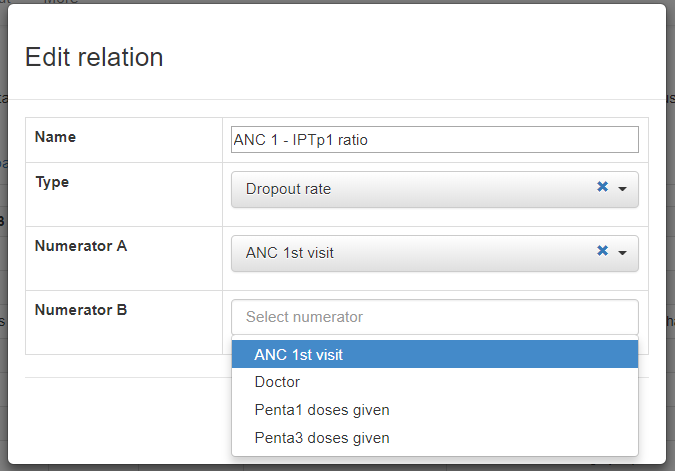 More
Edit relation
Name
ANC 1 - IPTp1 ratio
Type
Dropout rate
Numerator A
ANC 1st visit
Numerator B
Select numerator
ANC 1st visit
Doctor
Penta1 doses given
Penta3 doses given